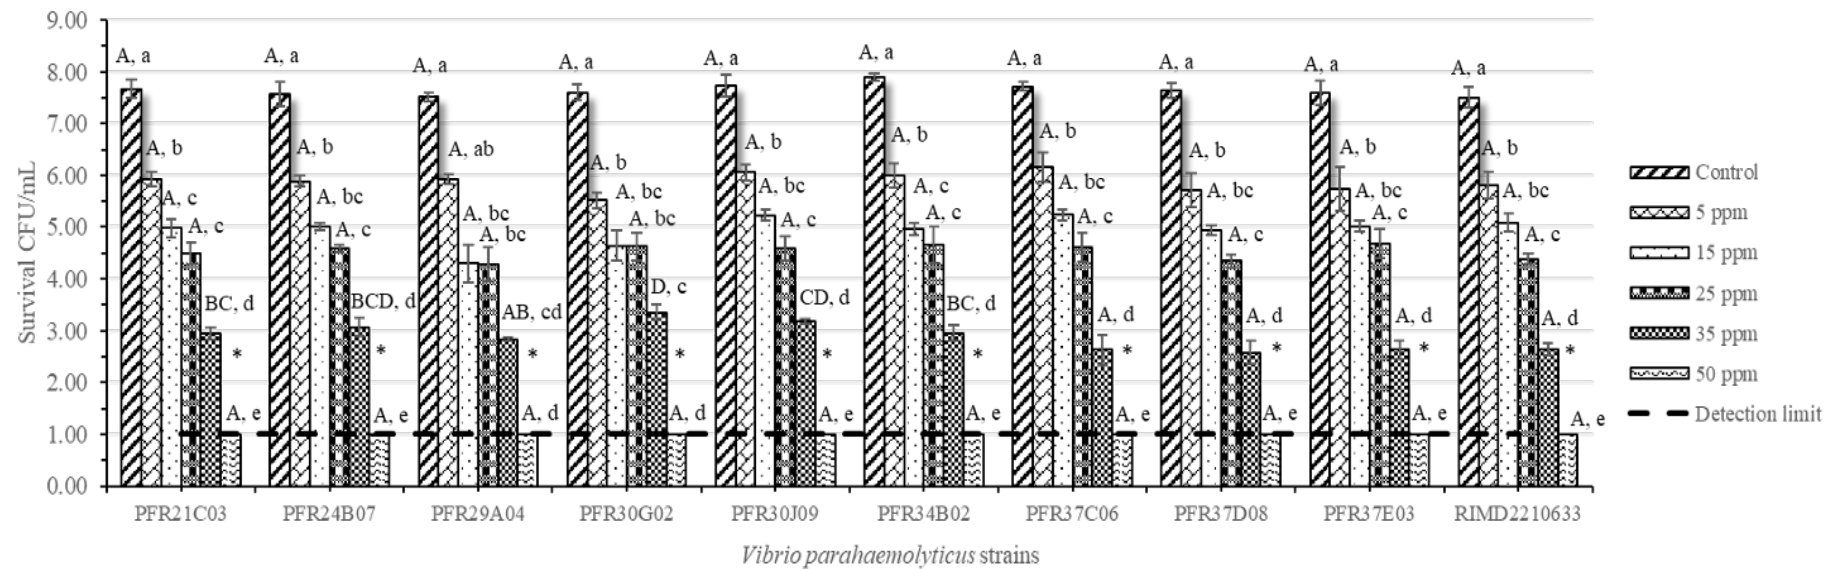 9.00
8.00
7.00
6.00
5.00
4.00
3.00
2.00
1.00
0.00
Survival CFU/mL
A, a
A, b
A, c
A, c
BC, d
*
A, e
A, a
A, b
A, bc
A, c
BCD, d
*
A, e
A, a
A, ab
A, bc
A, bc
AB, cd
*
A, d
A, a
A, b
A, bc
A, bc
D, c
*
A, d
A, a
A, b
A, bc
A, c
CD, d
*
A, e
A, a
A, b
A, c
A, c
BC, d
*
A, e
A, a
A, b
A, bc
A, c
A, d
*
A, e
A, a
A, b
A, bc
A, c
A, d
*
A, e
A, a
A, b
A, bc
A, c
A, d
*
A, e
A, a
A, b
A, bc
A, c
A, d
*
A, e
PFR21C03 PFR24B07 PFR29A04 PFR30G02 PFR30J09 PFR34B02 PFR37C06 PFR37D08 PFR37E03 RIMD2210633
Vibrio parahaemolyticus strains
Control
5 ppm
15 ppm
25 ppm
35 ppm
50 ppm
Detection limit